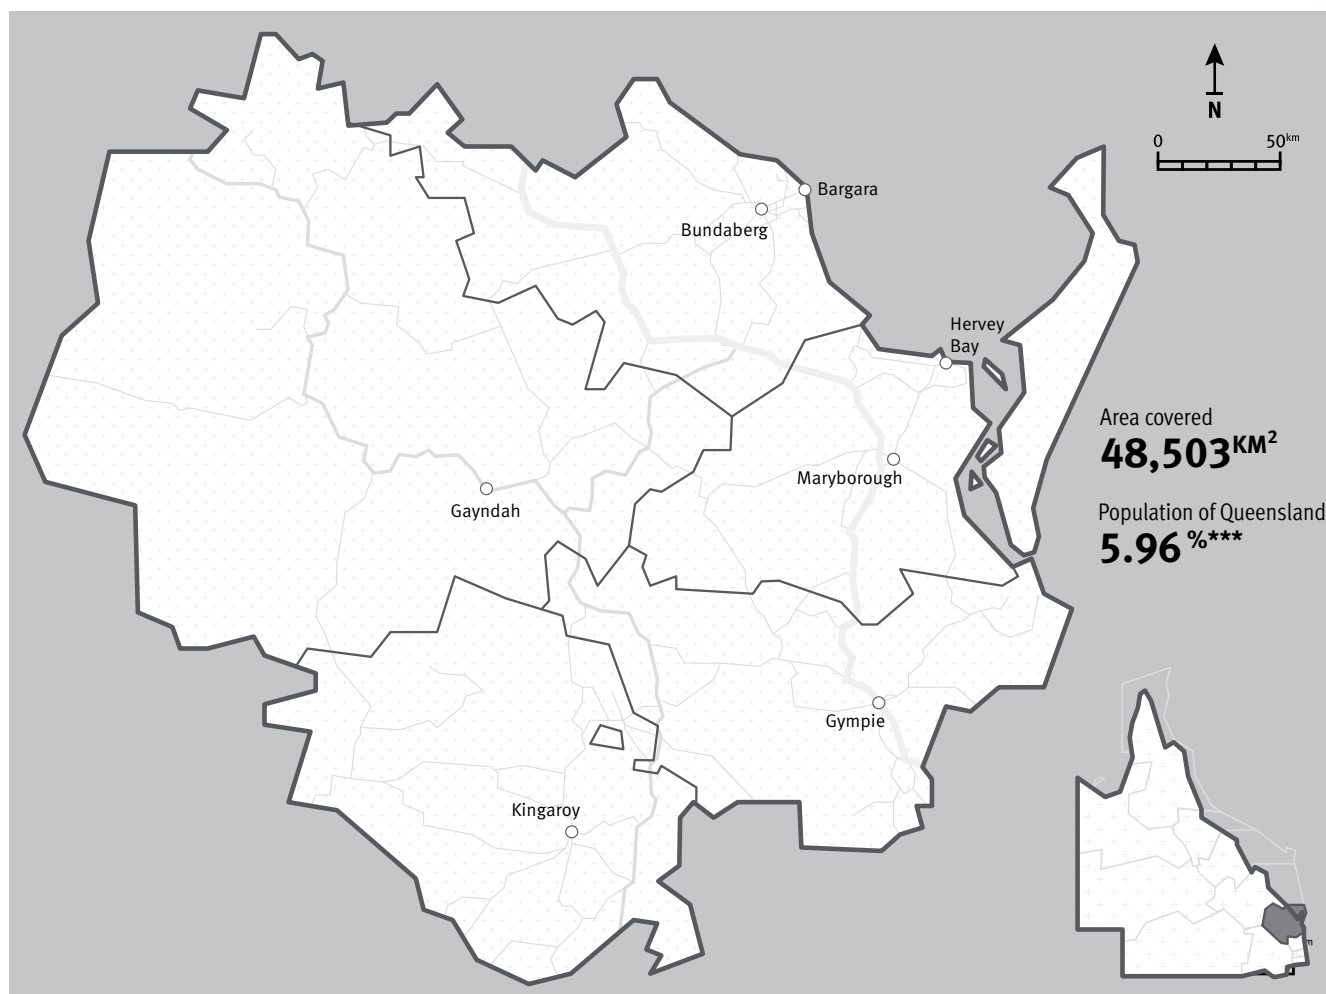 N
0 50km
Bargara
Bundaberg
Hervey
Bay
Area covered
48,503KM2
Maryborough
Gayndah
Population of Queensland
5.96 %***
Gympie
Kingaroy
m